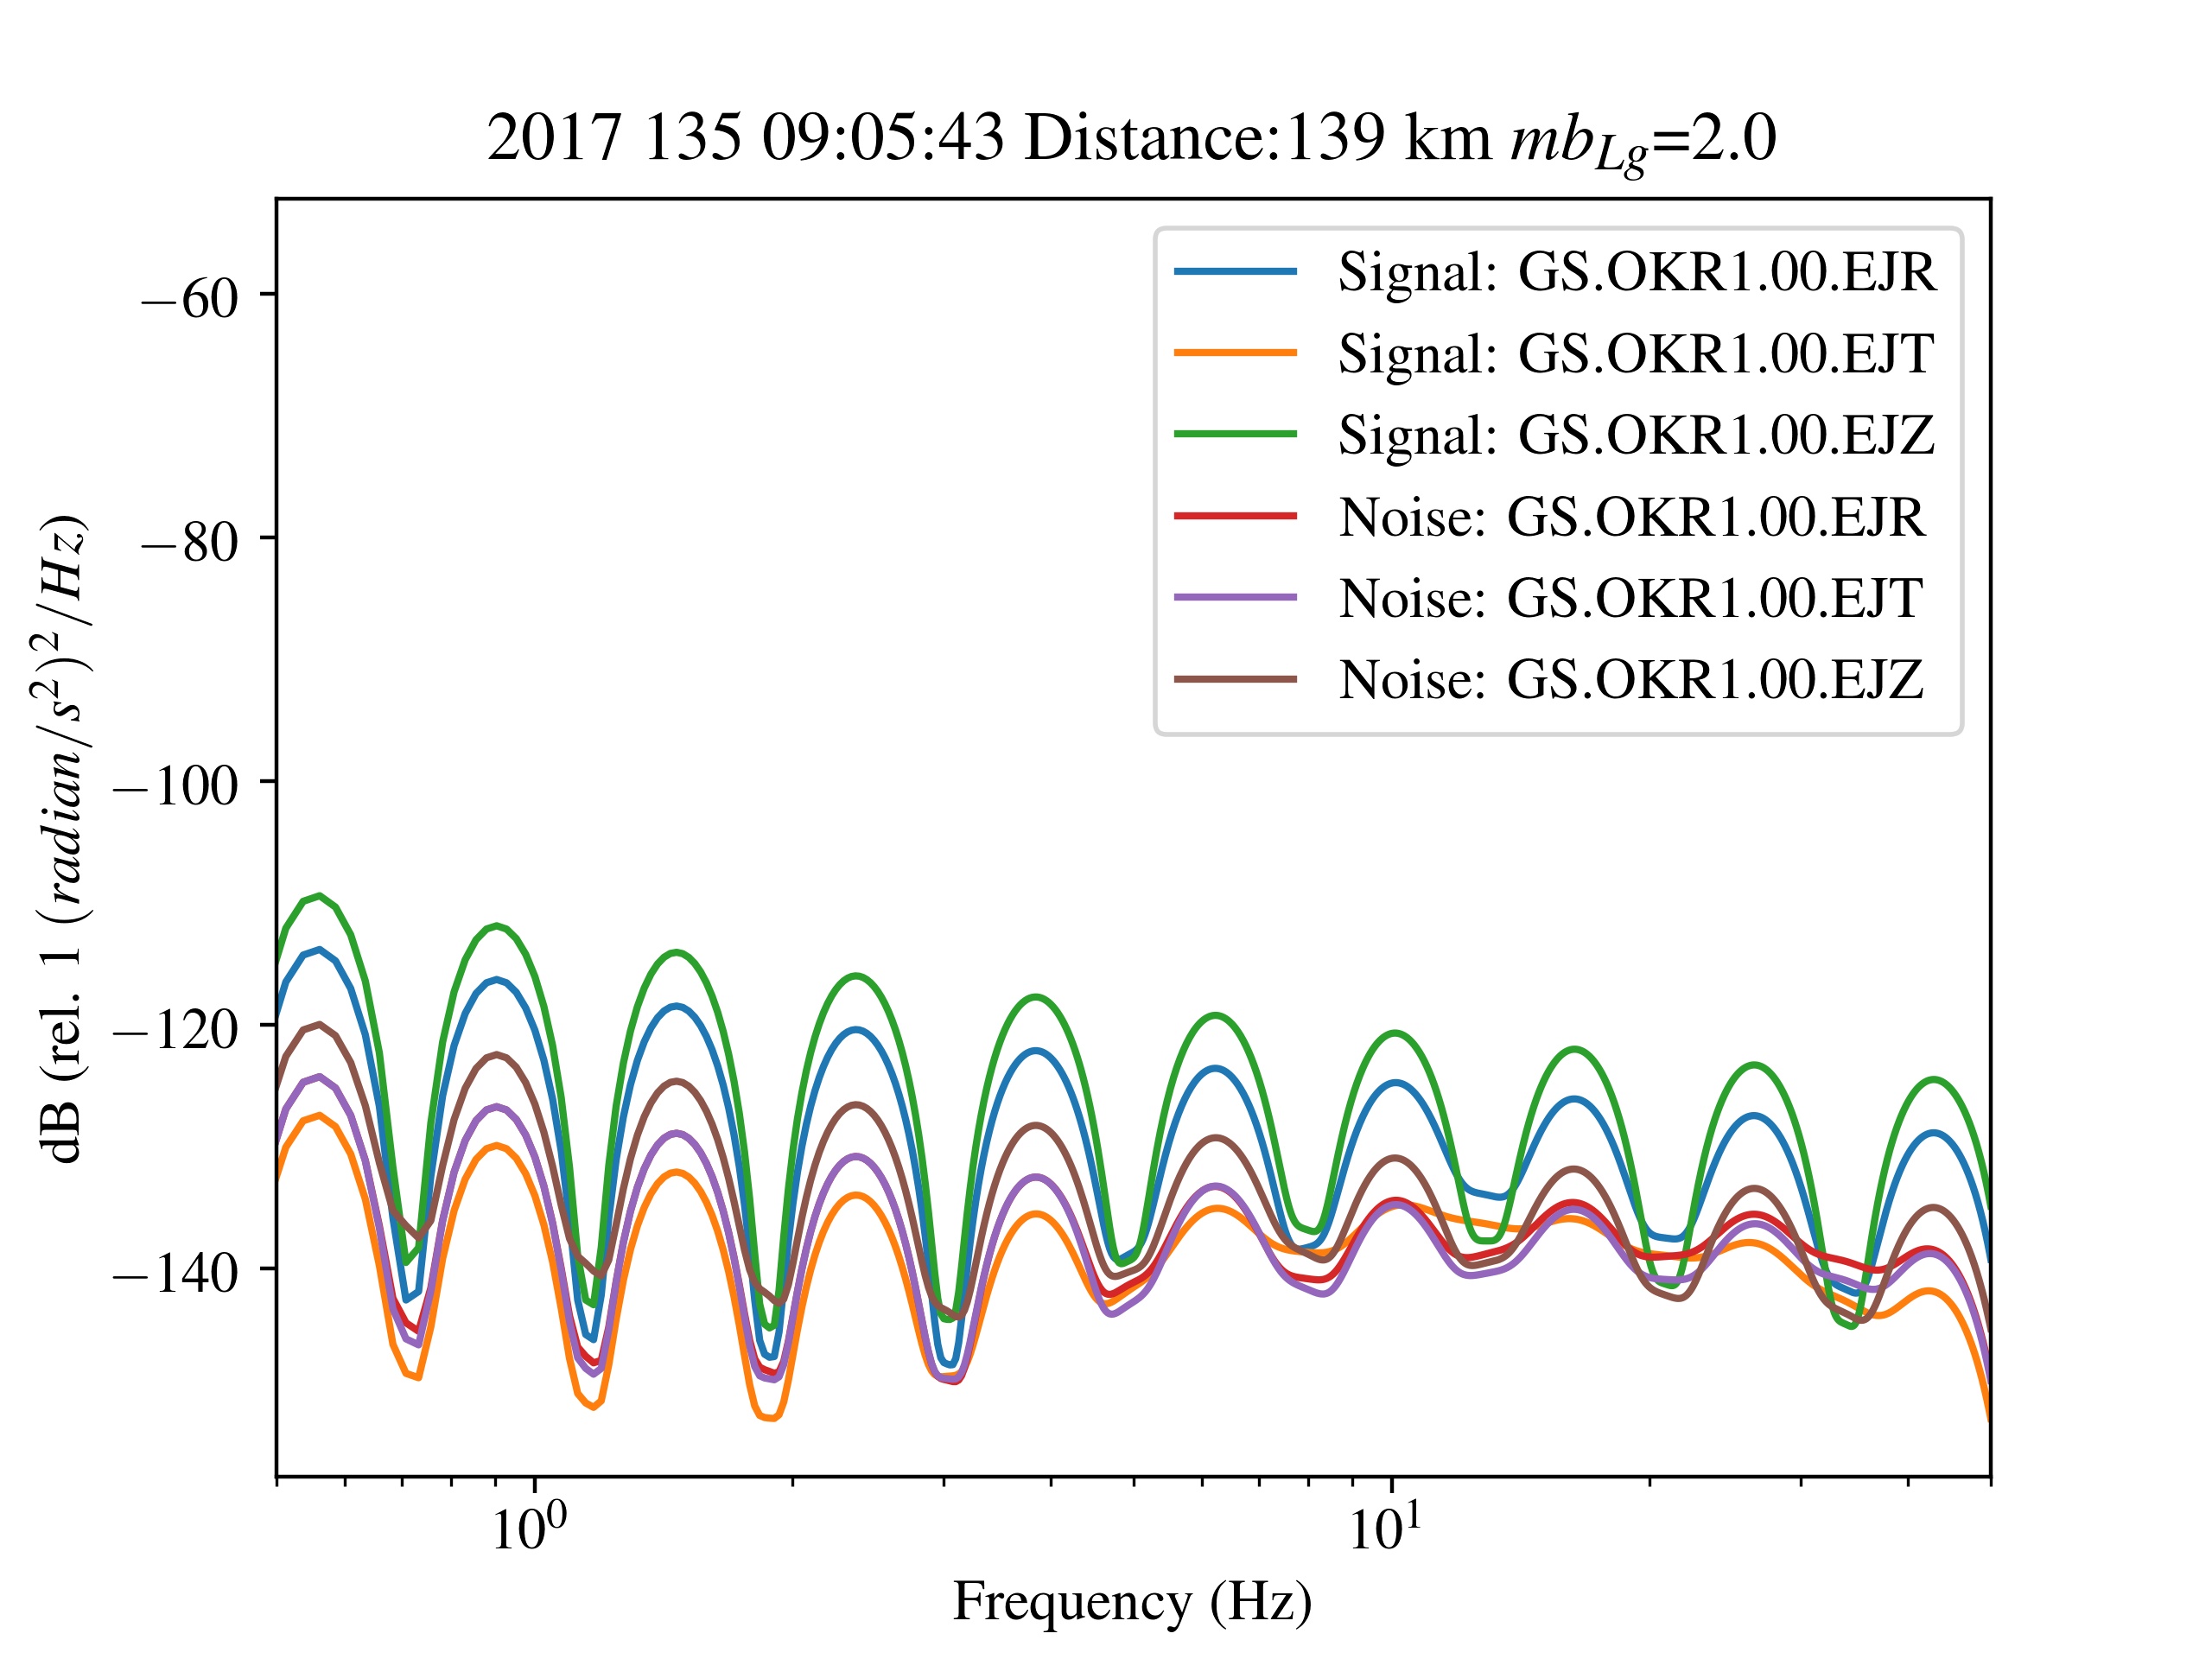 2017 135 09:05:43 Distance:139 km mb_{Lg}=2.0
dB (rel. 1 (radian/s²)²/Hz)
−60
−80
−100
−120
−140
Signal: GS.OKR1.00.EJR
Signal: GS.OKR1.00.EJT
Signal: GS.OKR1.00.EJZ
Noise: GS.OKR1.00.EJR
Noise: GS.OKR1.00.EJT
Noise: GS.OKR1.00.EJZ
10⁰ 10¹
Frequency (Hz)